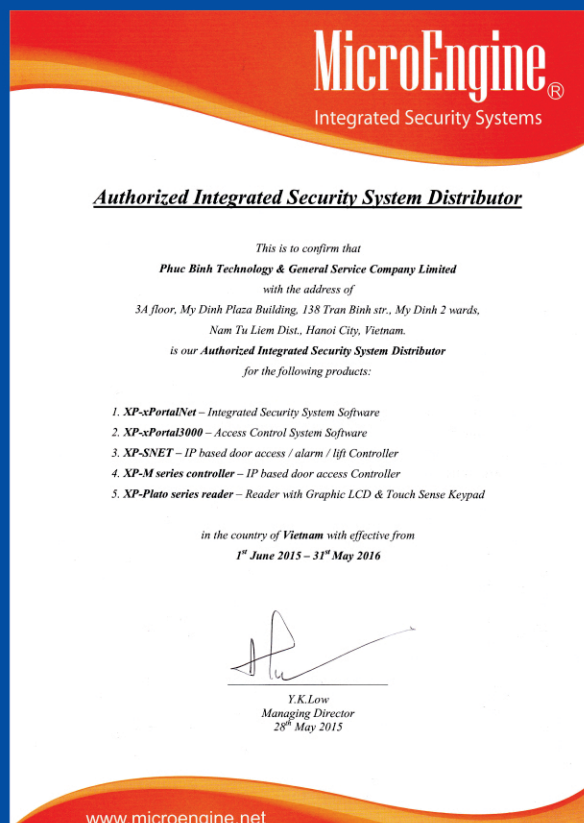 MicroEngine®
Integrated Security Systems
Authorized Integrated Security System Distributor
This is to confirm that
Phuc Binh Technology & General Service Company Limited
with the address of
3A floor, My Dinh Plaza Building, 138 Tran Binh str., My Dinh 2 wards,
Nam Tu Liem Dist., Hanoi City, Vietnam.
is our Authorized Integrated Security System Distributor
for the following products:
1. XP-xPortalNet – Integrated Security System Software
2. XP-xPortal3000 – Access Control System Software
3. XP-SNET – IP based door access / alarm / lift Controller
4. XP-M series controller – IP based door access Controller
5. XP-Plato series reader – Reader with Graphic LCD & Touch Sense Keypad
in the country of Vietnam with effective from
1st June 2015 – 31st May 2016
Y.K.Low
Managing Director
28th May 2015
www.microengine.net